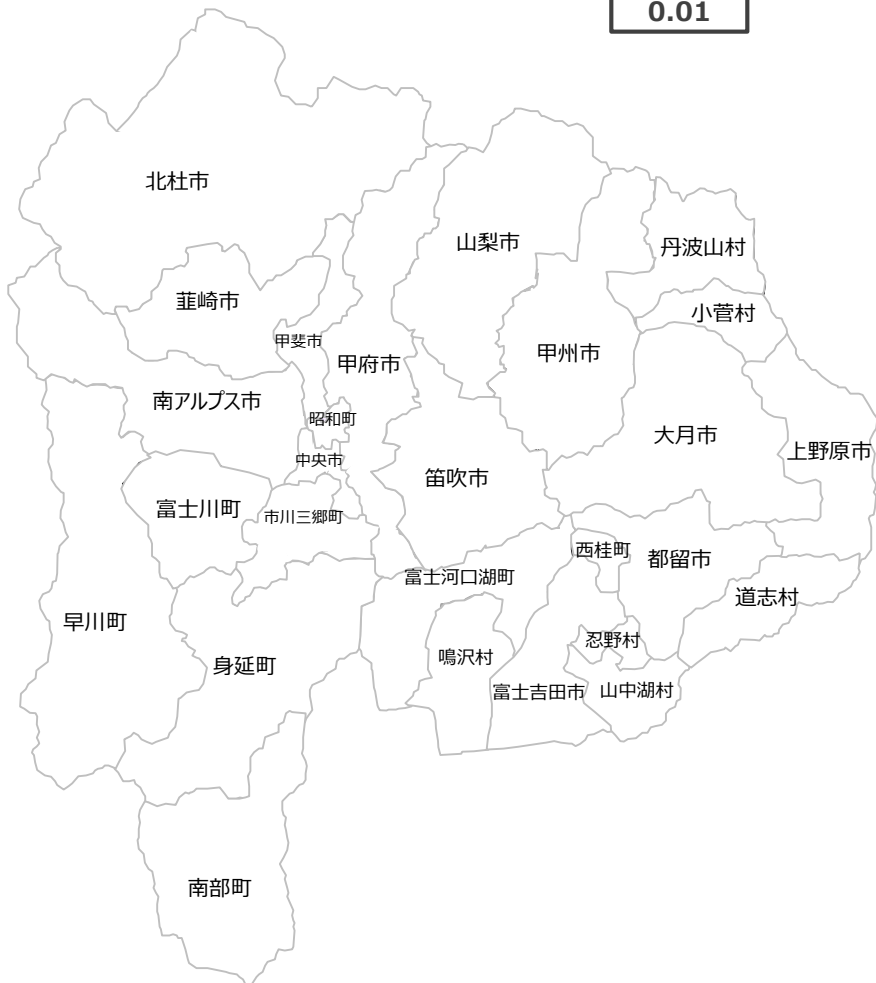 0.01
北杜市
山梨市
丹波山村
韮崎市
小菅村
甲斐市
甲府市
甲州市
南アルプス市
昭和町
大月市
上野原市
中央市
笛吹市
富士川町
市川三郷町
西桂町
都留市
富士河口湖町
道志村
早川町
忍野村
鳴沢村
身延町
富士吉田市
山中湖村
南部町